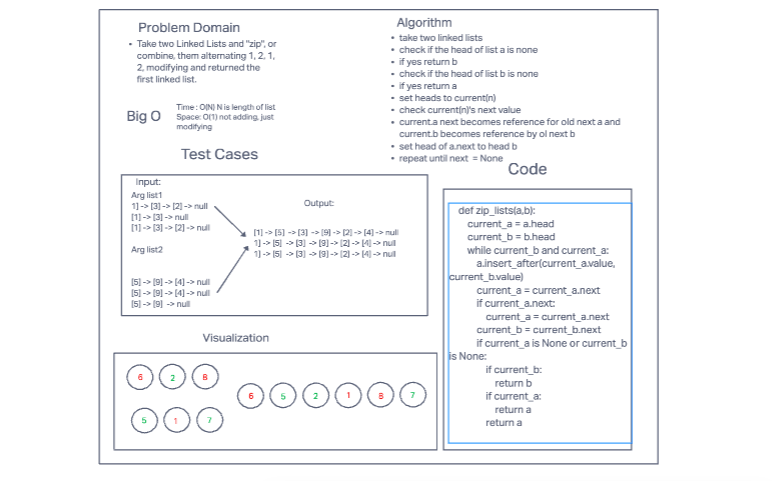 Problem Domain
• Take two Linked Lists and "zip", or
combine, them alternating 1, 2, 1,
2, modifying and returned the
first linked list.
Big O
Time : O(N) N is length of list
Space: O(1) not adding, just
modifying
Algorithm
• take two linked lists
• check if the head of list a is none
• if yes return b
• check if the head of list b is none
• if yes return a
• set heads to current(n)
• check current(n)'s next value
• current.a next becomes reference for old next a and
current.b becomes reference by ol next b
• set head of a.next to head b
• repeat until next = None
Test Cases
Input:
Arg list1
1] -> [3] -> [2] -> null
[1] -> [3] -> null
[1] -> [3] -> [2] -> null
Arg list2
[5] -> [9] -> [4] -> null
[5] -> [9] -> [4] -> null
[5] -> [9] -> null
Output:
[1] -> [5] -> [3] -> [9] -> [2] -> [4] -> null
1] -> [5] -> [3] -> [9] -> [2] -> [4] -> null
1] -> [5] -> [3] -> [9] -> [2] -> [4] -> null
Code
def zip_lists(a,b):
current_a = a.head
current_b = b.head
while current_b and current_a:
a.insert_after(current_a.value,
current_b.value)
current_a = current_a.next
if current_a.next:
current_a = current_a.next
current_b = current_b.next
if current_a is None or current_b
is None:
if current_b:
return b
if current_a:
return a
return a
Visualization
6 2 8
5 1 7
6 5 2 1 8 7